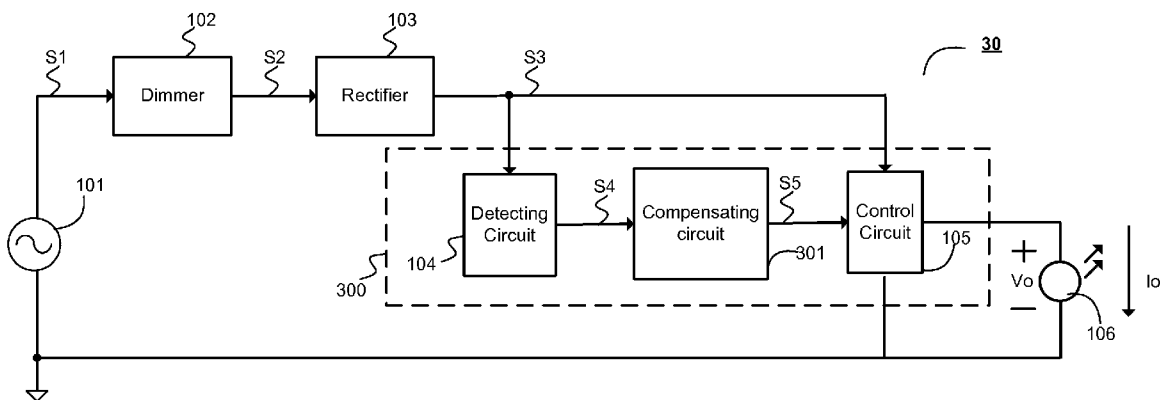 102
103
30
S1
S2
S3
Dimmer
Rectifier
101
S4
S5
Detecting
Circuit
Compensating
circuit
Control
Circuit
104
301
105
300
+
Vo
—
Io
106